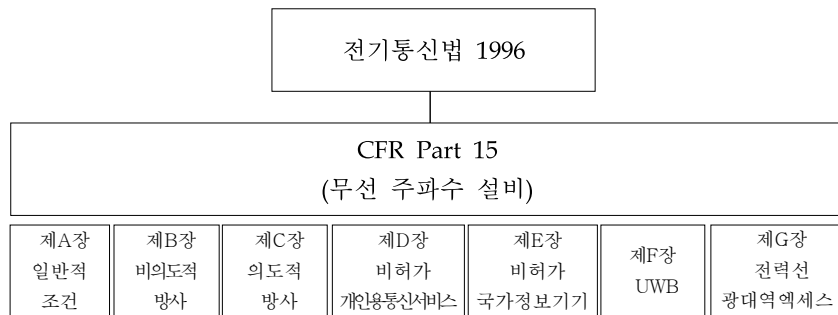 전기통신법 1996
CFR Part 15
(무선 주파수 설비)
제A장
일반적
조건
제B장
비의도적
방사
제C장
의도적
방사
제D장
비허가
개인용통신서비스
제E장
비허가
국가정보기기
제F장
UWB
제G장
전력선
광대역엑세스